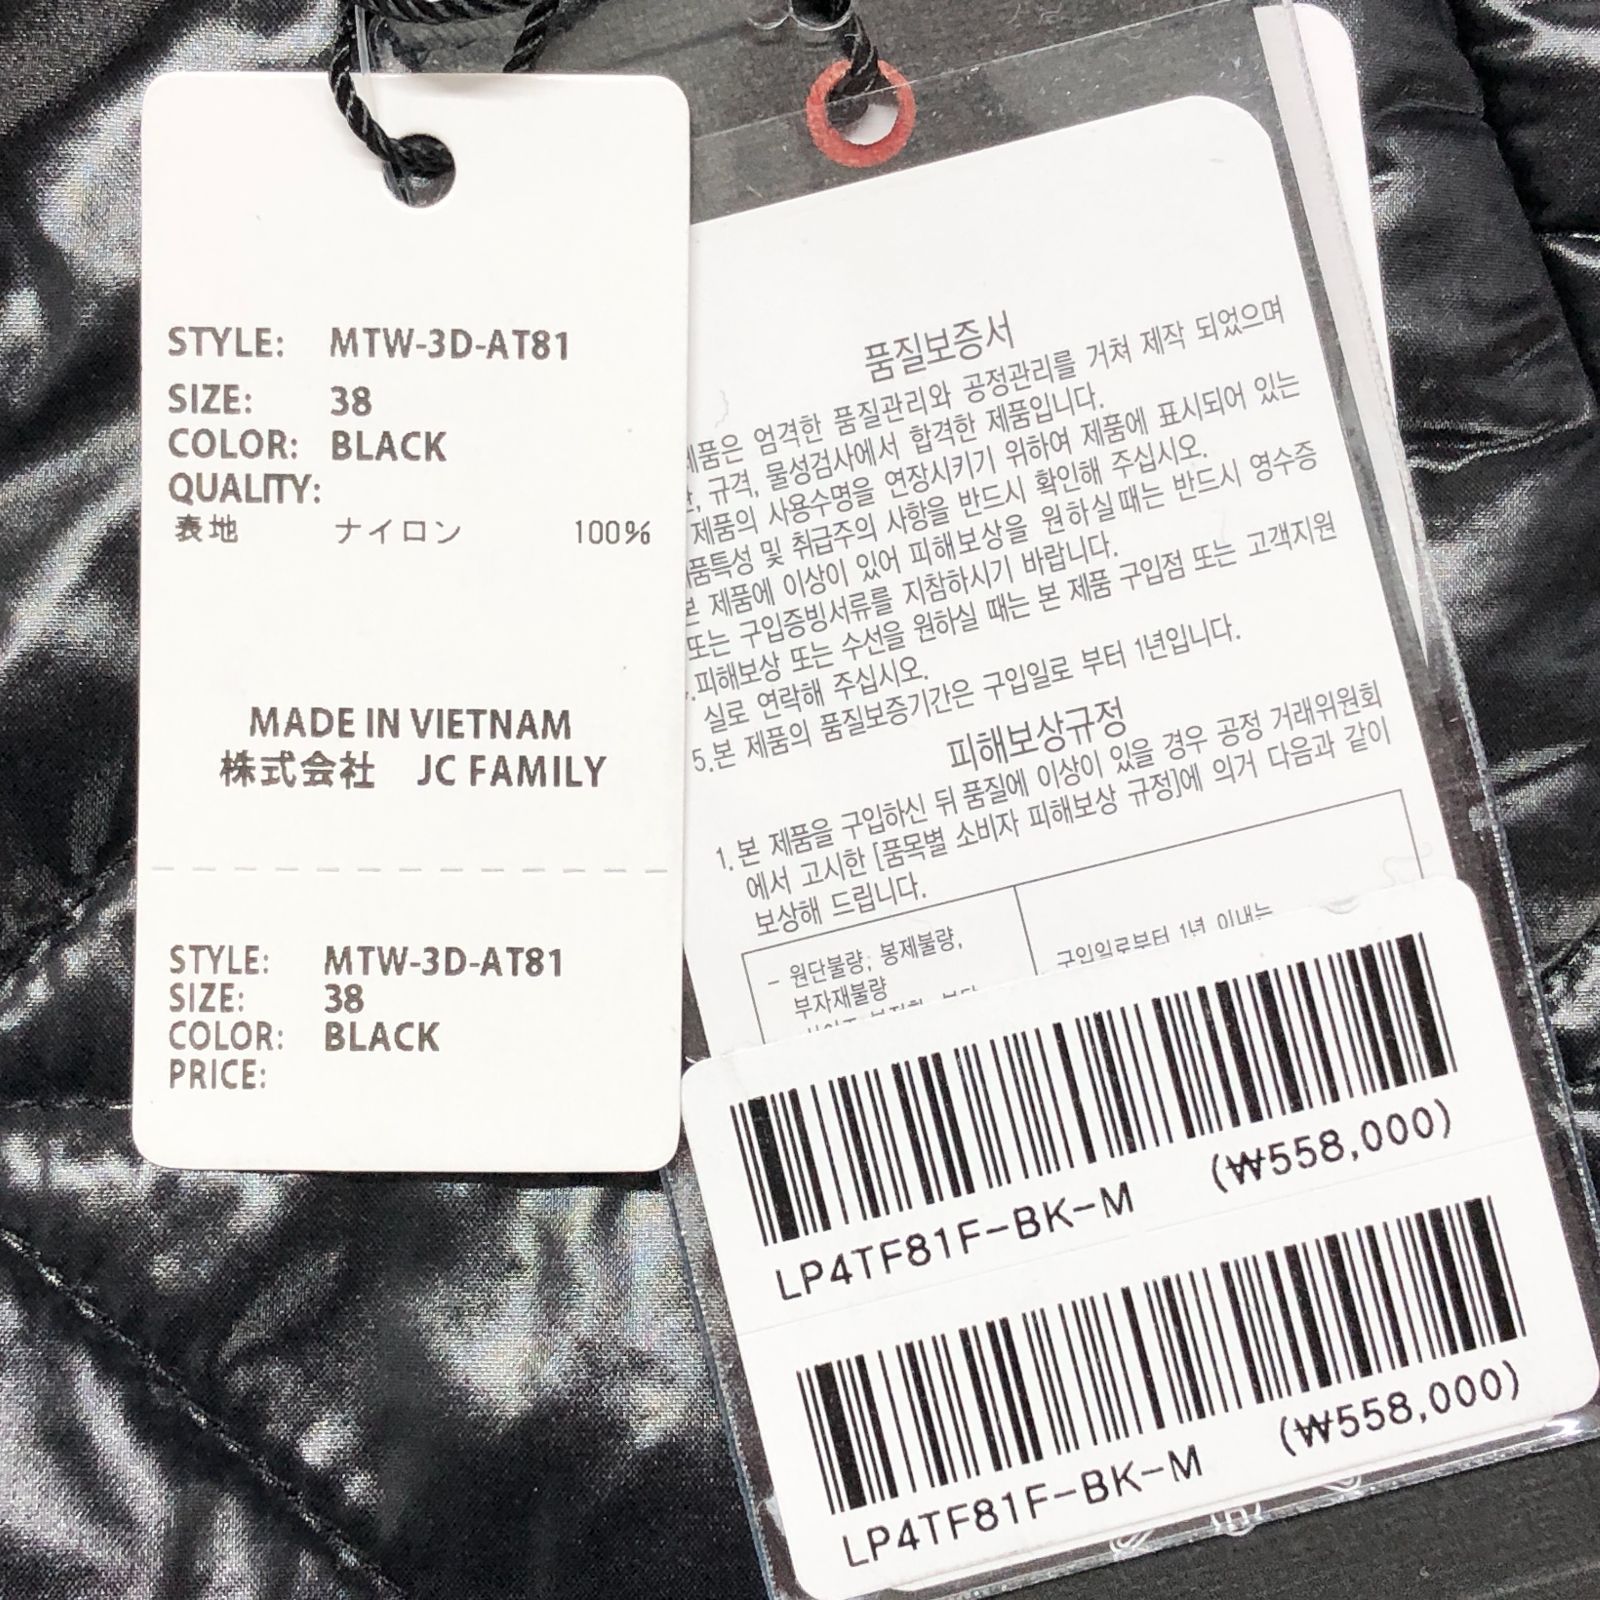 STYLE: MTW-3D-AT81
SIZE: 38
COLOR: BLACK
QUALITY:
表地 ナイロン 100%
MADE IN VIETNAM
株式会社 JC FAMILY
STYLE: MTW-3D-AT81
SIZE: 38
COLOR: BLACK
PRICE:
품질보증서
제품은 엄격한 품질관리와 공정관리를 거쳐 제작 되었으며
규격, 물성검사에서 합격한 제품입니다.
제품의 사용수명을 연장시키기 위하여 제품에 표시되어 있는
품특성 및 취급주의 사항을 반드시 확인해 주십시오.
본 제품에 이상이 있어 피해보상을 원하실때는 반드시 영수증
또는 구입증빙서류를 지참하시기 바랍니다.
.피해보상 또는 수선을 원하실 때는 본 제품 구입점 또는 고객지원
실로 연락해 주십시오.
5.본 제품의 품질보증기간은 구입일로 부터 1년입니다.
피해보상규정
1.본 제품을 구입하신 뒤 품질에 이상이 있을 경우 공정 거래위원회
에서 고시한 [품목별 소비자 피해보상 규정]에 의거 다음과 같이
보상해 드립니다.
- 원단불량, 봉제불량,
부자재불량
구입일로부터 1년 이내는
LP4TF81F-BK-M (₩558,000)
LP4TF81F-BK-M (₩558,000)